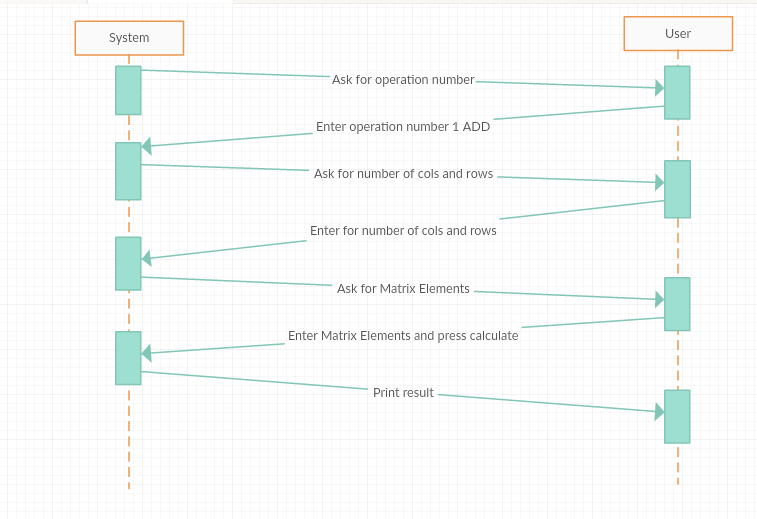 System
User
Ask for operation number
Enter operation number 1 ADD
Ask for number of cols and rows
Enter for number of cols and rows
Ask for Matrix Elements
Enter Matrix Elements and press calculate
Print result